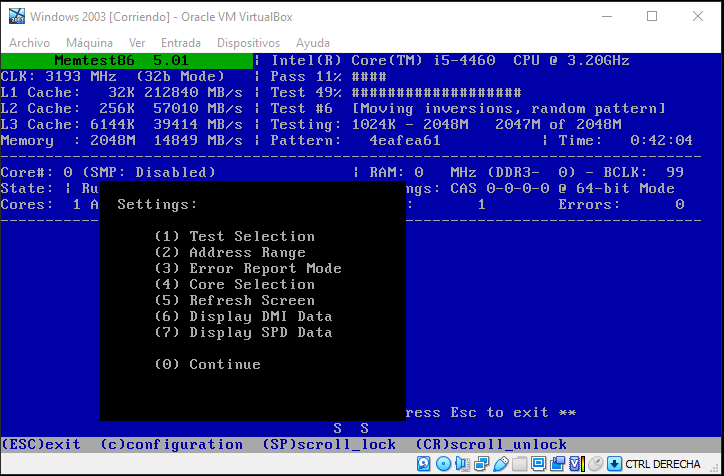 Windows 2003 [Corriendo] - Oracle VM VirtualBox
Archivo Máquina Ver Entrada Dispositivos Ayuda
Memtest86 5.01 | Intel(R) Core(TM) i5-4460 CPU @ 3.20GHz
CLK: 3193 MHz (32b Mode) | Pass 11% ####
L1 Cache: 32K 212840 MB/s | Test 49% ###################
L2 Cache: 256K 57010 MB/s | Test #6 [Moving inversions, random pattern]
L3 Cache: 6144K 39414 MB/s | Testing: 1024K - 2048M 2047M of 2048M
Memory : 2048M 14849 MB/s | Pattern: 4eafea61 | Time: 0:42:04
Core#: 0 (SMP: Disabled) | RAM: 0 MHz (DDR3- 0) - BCLK: 99
State: | Ru ngs: CAS 0-0-0-0 @ 64-bit Mode
Cores: 1 A : 1 Errors: 0
Settings:
(1) Test Selection
(2) Address Range
(3) Error Report Mode
(4) Core Selection
(5) Refresh Screen
(6) Display DMI Data
(7) Display SPD Data
(0) Continue
ress Esc to exit **
S S
(ESC)exit (c)configuration (SP)scroll_lock (CR)scroll_unlock
CTRL DERECHA